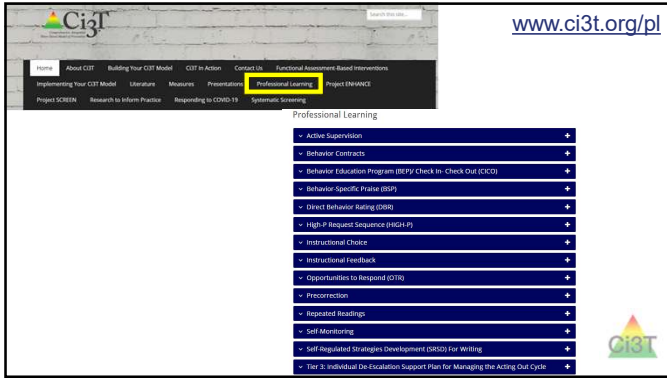 Ci3T
Search this site...
www.ci3t.org/pl
Home About Ci3T Building Your Ci3T Model Ci3T In Action Contact Us Functional Assessment-Based Interventions
Implementing Your Ci3T Model Literature Measures Presentations Professional Learning Project ENHANCE
Project SCREEN Research to Inform Practice Responding to COVID-19 Systematic Screening
Professional Learning
Active Supervision
Behavior Contracts
Behavior Education Program (BEP)/ Check In- Check Out (CICO)
Behavior-Specific Praise (BSP)
Direct Behavior Rating (DBR)
High-P Request Sequence (HIGH-P)
Instructional Choice
Instructional Feedback
Opportunities to Respond (OTR)
Precorrection
Repeated Readings
Self-Monitoring
Self-Regulated Strategies Development (SRSD) For Writing
Tier 3: Individual De-Escalation Support Plan for Managing the Acting Out Cycle
Ci3T